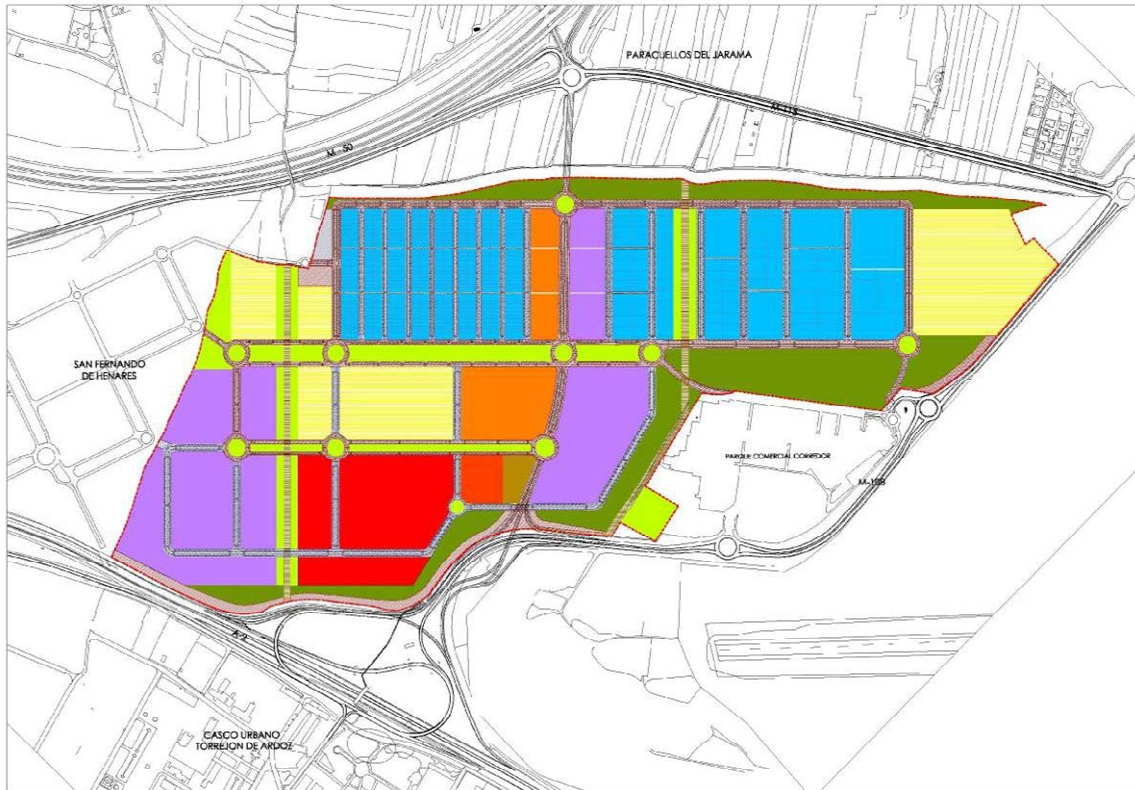 PARACUELLOS DEL JARAMA
M-113
M-50
SAN FERNANDO
DE HENARES
PARQUE COMERCIAL CORREDOR
M-108
A-2
CASCO URBANO
TORREJON DE ARDOZ